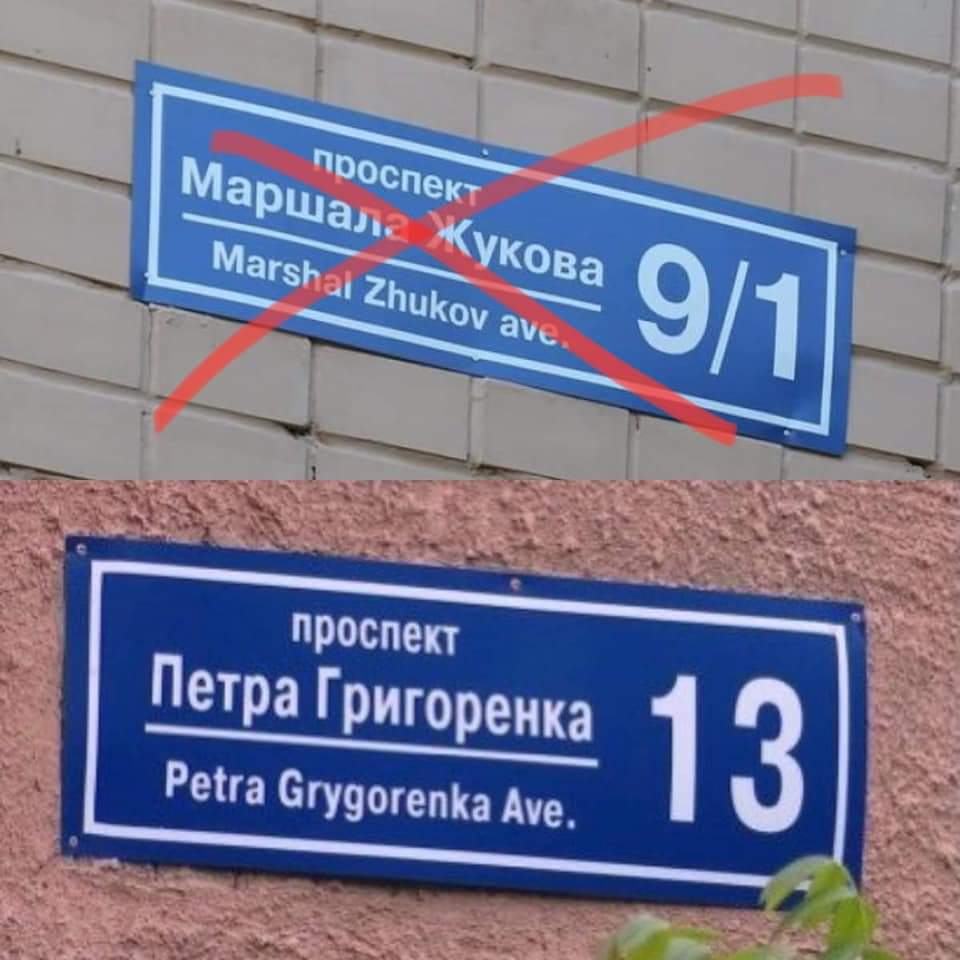 проспект
Маршала Жукова
Marshal Zhukov ave.
9/1
проспект
Петра Григоренка
Petra Grygorenka Ave.
13